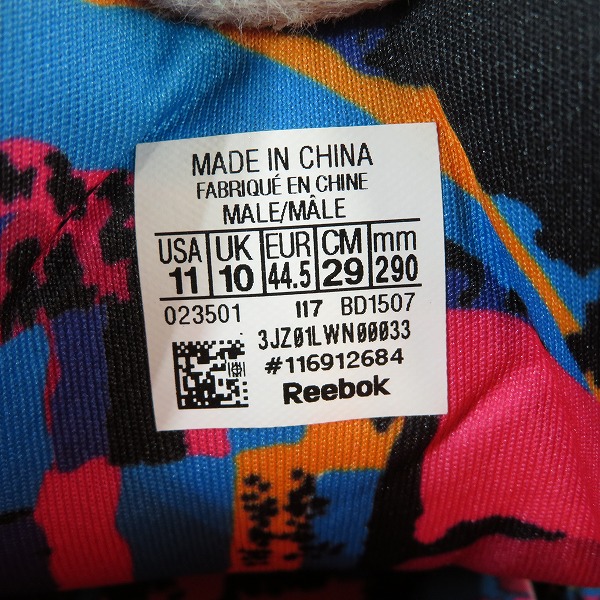 MADE IN CHINA
FABRIQUÉ EN CHINE
MALE/MÂLE
USA UK EUR CM mm
11 10 44.5 29 290
023501 117 BD1507
3JZ01LWN00033
#116912684
Reebok